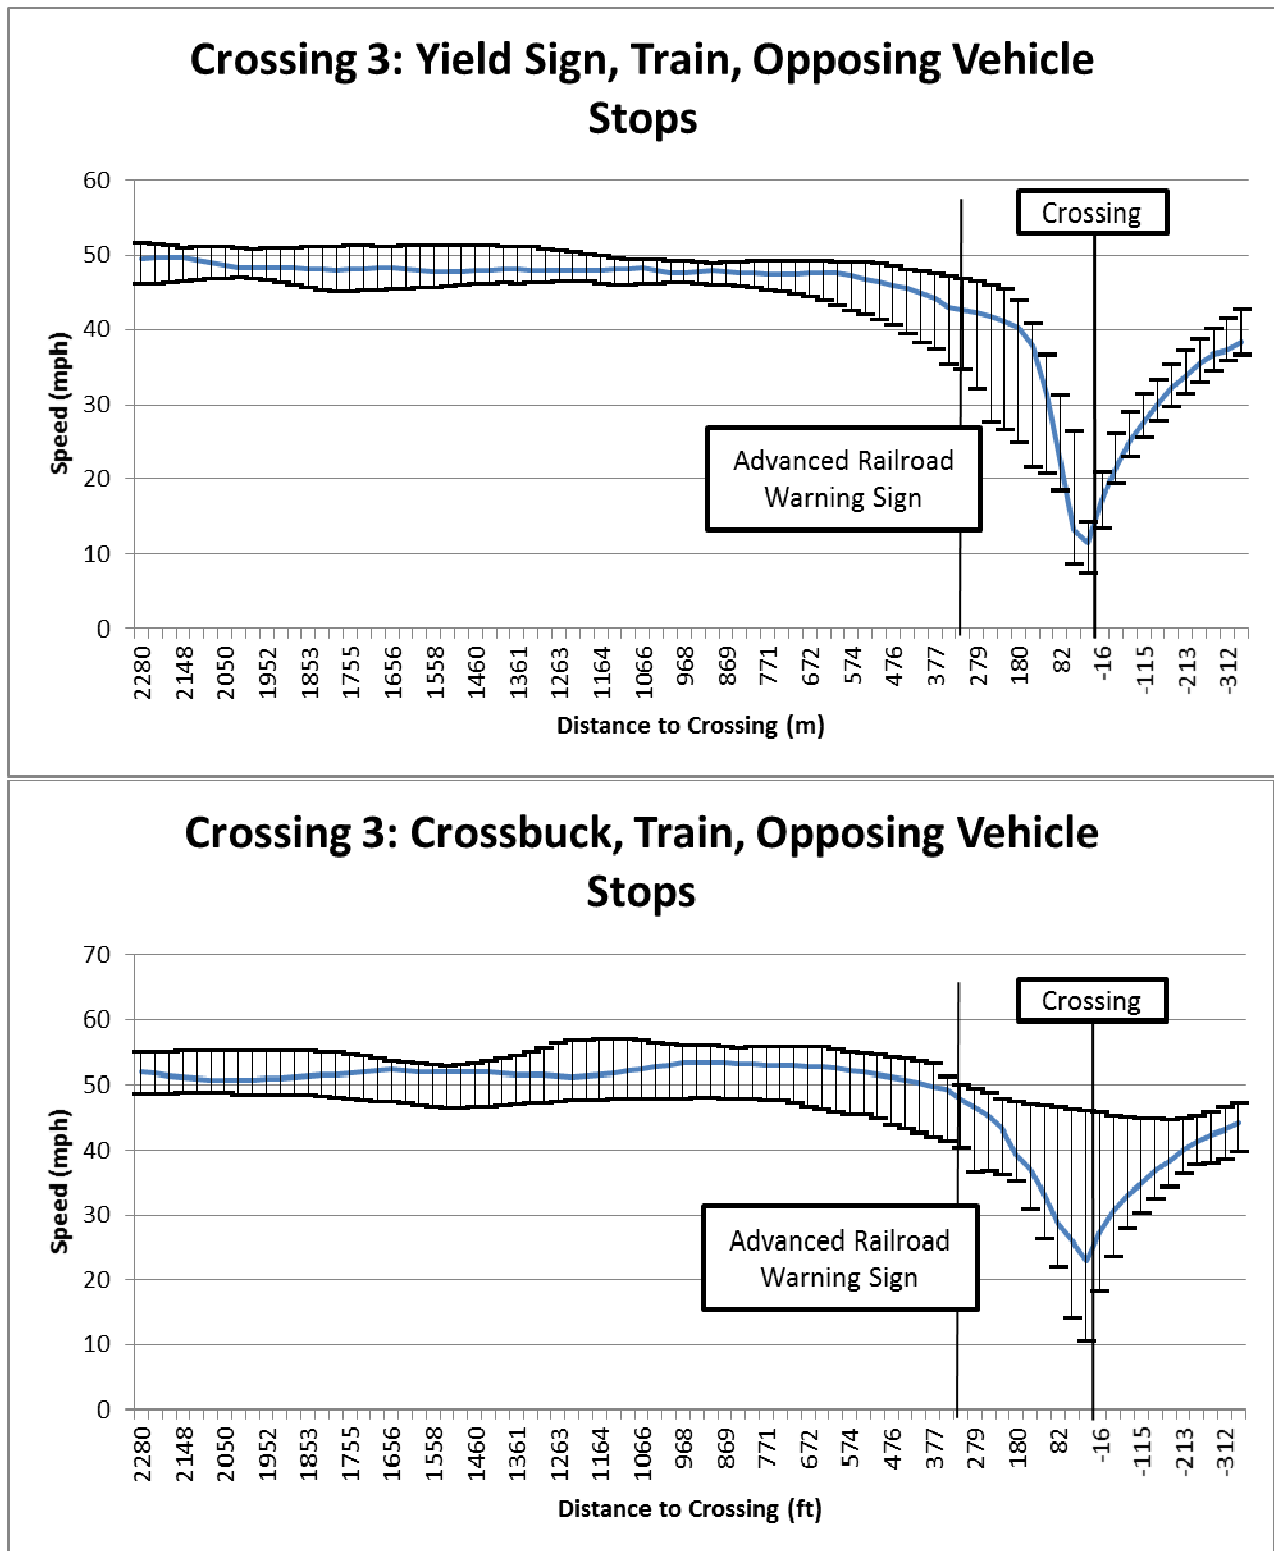 Crossing 3: Yield Sign, Train, Opposing Vehicle
Stops
60
50
40
30
20
10
0
Speed (mph)
Crossing
Advanced Railroad
Warning Sign
2280 2148 2050 1952 1853 1755 1656 1558 1460 1361 1263 1164 1066 968 869 771 672 574 476 377 279 180 82 -16 -115 -213 -312
Distance to Crossing (m)
Crossing 3: Crossbuck, Train, Opposing Vehicle
Stops
70
60
50
40
30
20
10
0
Speed (mph)
Crossing
Advanced Railroad
Warning Sign
2280 2148 2050 1952 1853 1755 1656 1558 1460 1361 1263 1164 1066 968 869 771 672 574 476 377 279 180 82 -16 -115 -213 -312
Distance to Crossing (ft)